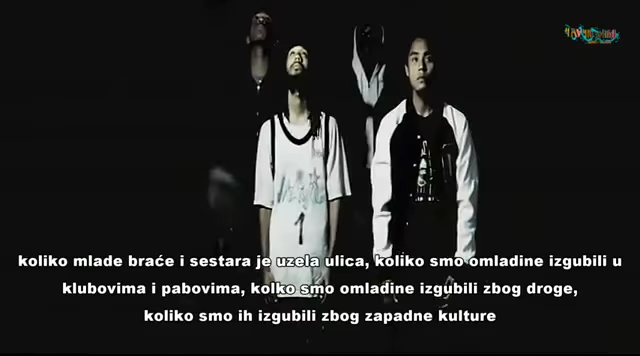 koliko mlade braće i sestara je uzela ulica, koliko smo omladine izgubili u
klubovima i pabovima, kolko smo omladine izgubili zbog droge,
koliko smo ih izgubili zbog zapadne kulture
1